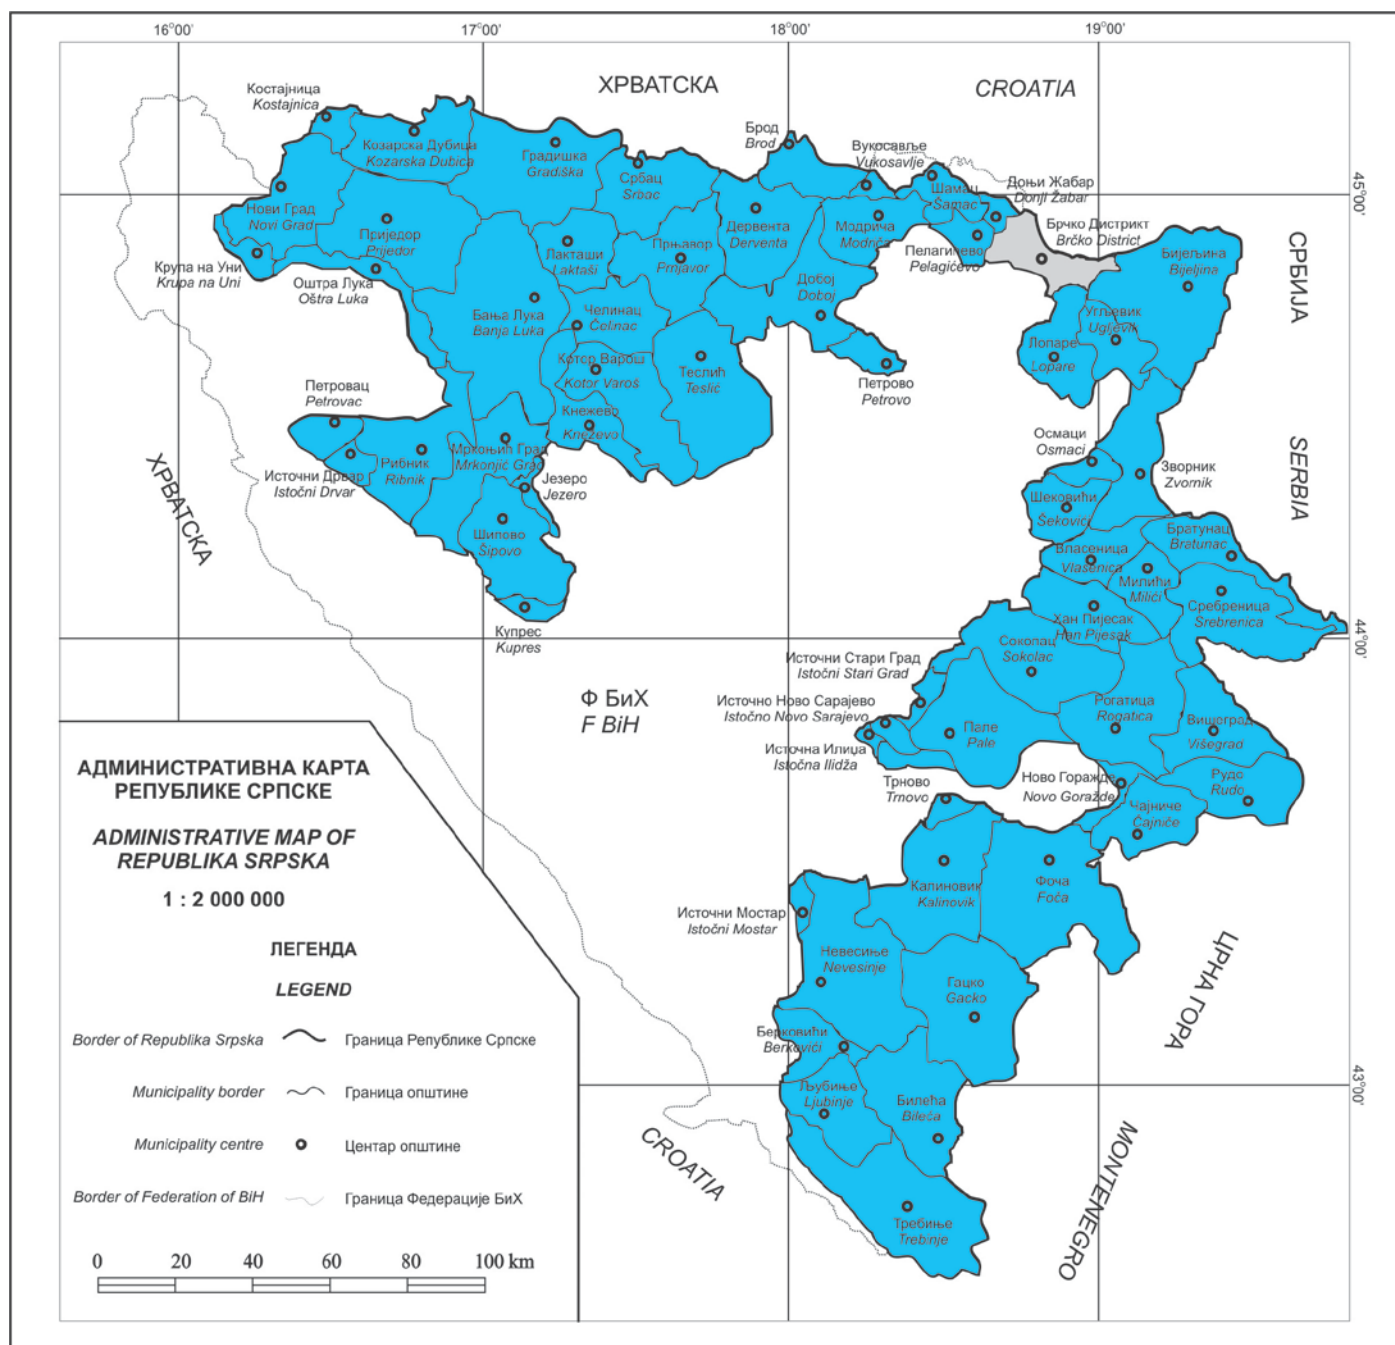 16°00'
17°00'
18°00'
19°00'
ХРВАТСКА
CROATIA
Костајница
Kostajnica
Козарска Дубица
Kozarska Dubica
Градишка
Gradiška
Србац
Srbac
Брод
Brod
Вукосавље
Vukosavlje
Шамац
Šamac
Доњи Жабар
Donji Žabar
45°00'
Нови Град
Novi Grad
Приједор
Prijedor
Лакташи
Laktaši
Прњавор
Prnjavor
Дервента
Derventa
Модрича
Modriča
Пелагићево
Pelagićevo
Брчко Дистрикт
Brčko District
Бијељина
Bijeljina
СРБИЈА
Крупа на Уни
Krupa na Uni
Оштра Лука
Oštra Luka
Бања Лука
Banja Luka
Челинац
Čelinac
Добој
Doboj
Угљевик
Ugljevik
Лопаре
Lopare
Котор Варош
Kotor Varoš
Теслић
Teslic
Петрово
Petrovo
Петровац
Petrovac
Кнежево
Kneževo
Источни Дрвар
Istočni Drvar
Рибник
Ribnik
Мркоњић Град
Mrkonjić Grad
Језеро
Jezero
Осмаци
Osmaci
Зворник
Zvornik
SERBIA
ХРВАТСКА
Шипово
Šipovo
Шековићи
Šekovići
Братунац
Bratunac
Власеница
Vlasenica
Милићи
Milići
Сребреница
Srebrenica
Хан Пијесак
Han Pijesak
Купрес
Kupres
44°00'
Соколац
Sokolac
Источни Стари Град
Istočni Stari Grad
Ф БиХ
F BiH
Источно Ново Сарајево
Istočno Novo Sarajevo
Рогатица
Rogatica
Вишеград
Višegrad
Пале
Pale
Источна Илиџа
Istočna Ilidža
Трново
Trnovo
Ново Горажде
Novo Goražde
Рудо
Rudo
Чајниче
Čajniče
АДМИНИСТРАТИВНА КАРТА
РЕПУБЛИКЕ СРПСКЕ
ADMINISTRATIVE MAP OF
REPUBLIKA SRPSKA
1 : 2 000 000
Калиновик
Kalinovik
Фоча
Foča
Источни Мостар
Istočni Mostar
Невесиње
Nevesinje
Гацко
Gacko
ЦРНА ГОРА
ЛЕГЕНДА
LEGEND
Border of Republika Srpska
Граница Републике Српске
Берковићи
Berkovići
43°00'
Municipality border
Граница општине
Љубиње
Ljubinje
Билећа
Bileća
Municipality centre
Центар општине
CROATIA
MONTENEGRO
Border of Federation of BiH
Граница Федерације БиХ
Требиње
Trebinje
0 20 40 60 80 100 km